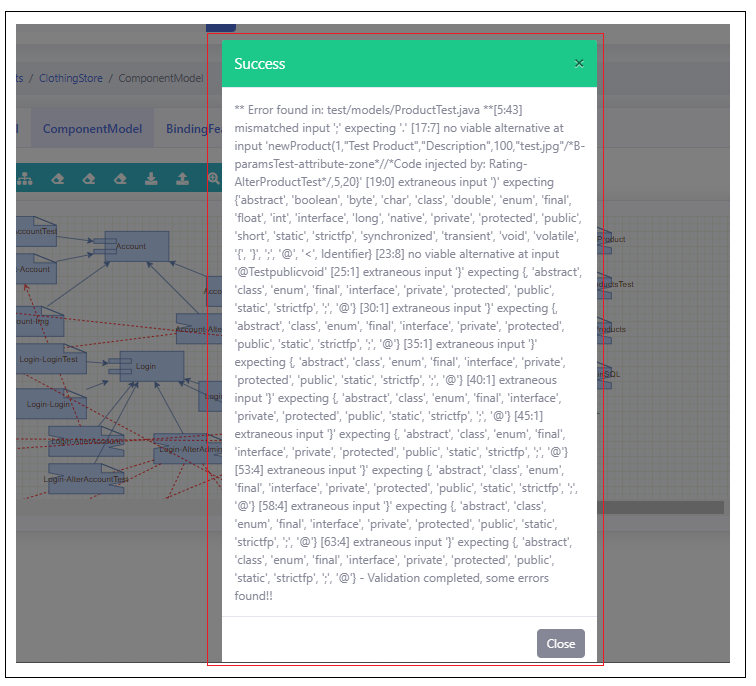 Success
×
ts / ClothingStore / ComponentModel
ComponentModel
BindingFea
** Error found in: test/models/ProductTest.java **[5:43]
mismatched input ';' expecting '.' [17:7] no viable alternative at
input 'newProduct(1,"Test Product","Description",100,"test.jpg"/*B-
paramsTest-attribute-zone*//*Code injected by: Rating-
AlterProductTest*/,5,20)' [19:0] extraneous input '}' expecting
{'abstract', 'boolean', 'byte', 'char', 'class', 'double', 'enum', 'final',
'float', 'int', 'interface', 'long', 'native', 'private', 'protected', 'public',
'short', 'static', 'strictfp', 'synchronized', 'transient', 'void', 'volatile',
'{', '}', ';', '@', '<', Identifier} [23:8] no viable alternative at input
'@Testpublicvoid' [25:1] extraneous input '}' expecting {, 'abstract',
'class', 'enum', 'final', 'interface', 'private', 'protected', 'public',
'static', 'strictfp', ';', '@'} [30:1] extraneous input '}' expecting {,
'abstract', 'class', 'enum', 'final', 'interface', 'private', 'protected',
'public', 'static', 'strictfp', ';', '@'} [35:1] extraneous input '}'
expecting {, 'abstract', 'class', 'enum', 'final', 'interface', 'private',
'protected', 'public', 'static', 'strictfp', ';', '@'} [40:1] extraneous
input '}' expecting {, 'abstract', 'class', 'enum', 'final', 'interface',
'private', 'protected', 'public', 'static', 'strictfp', ';', '@'} [45:1]
extraneous input '}' expecting {, 'abstract', 'class', 'enum', 'final',
'interface', 'private', 'protected', 'public', 'static', 'strictfp', ';', '@'}
[53:4] extraneous input '}' expecting {, 'abstract', 'class', 'enum',
'final', 'interface', 'private', 'protected', 'public', 'static', 'strictfp', ';',
'@'} [58:4] extraneous input '}' expecting {, 'abstract', 'class',
'enum', 'final', 'interface', 'private', 'protected', 'public', 'static',
'strictfp', ';', '@'} [63:4] extraneous input '}' expecting {, 'abstract',
'class', 'enum', 'final', 'interface', 'private', 'protected', 'public',
'static', 'strictfp', ';', '@'} - Validation completed, some errors
found!!
Close
AccountTest
Account
-Account
ount-Img
Account-Alter
Login-LoginTest
Login
Login-Login
Login-AlterAccounts
Login-AlterAdmin
Login-AlterAccountTest
Product
ductsTest
Products
inSQL